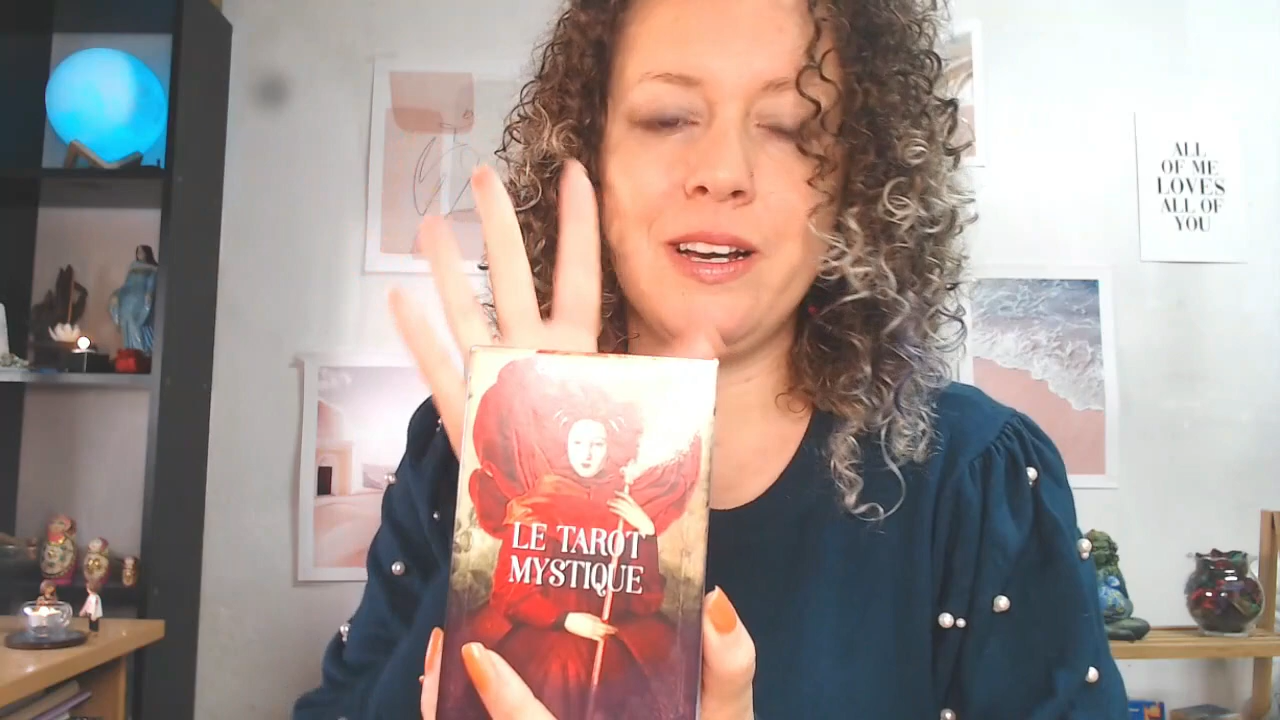 LE TAROT
MYSTIQUE
ALL
OF ME
LOVES
ALL OF
YOU